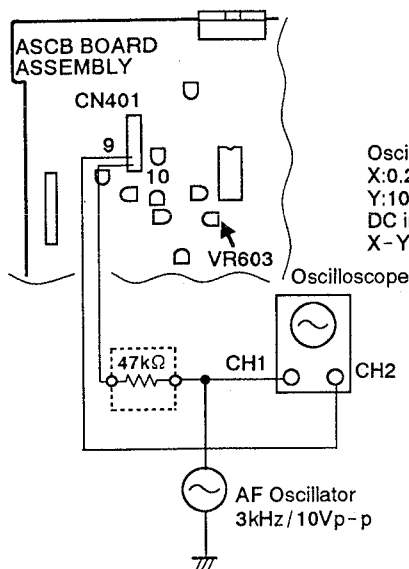 ASCB BOARD
ASSEMBLY
CN401
9
10
VR603
Osci
X:0.2
Y:10
DC i
X-Y
Oscilloscope
47kΩ
CH1
CH2
AF Oscillator
3kHz/10Vp-p